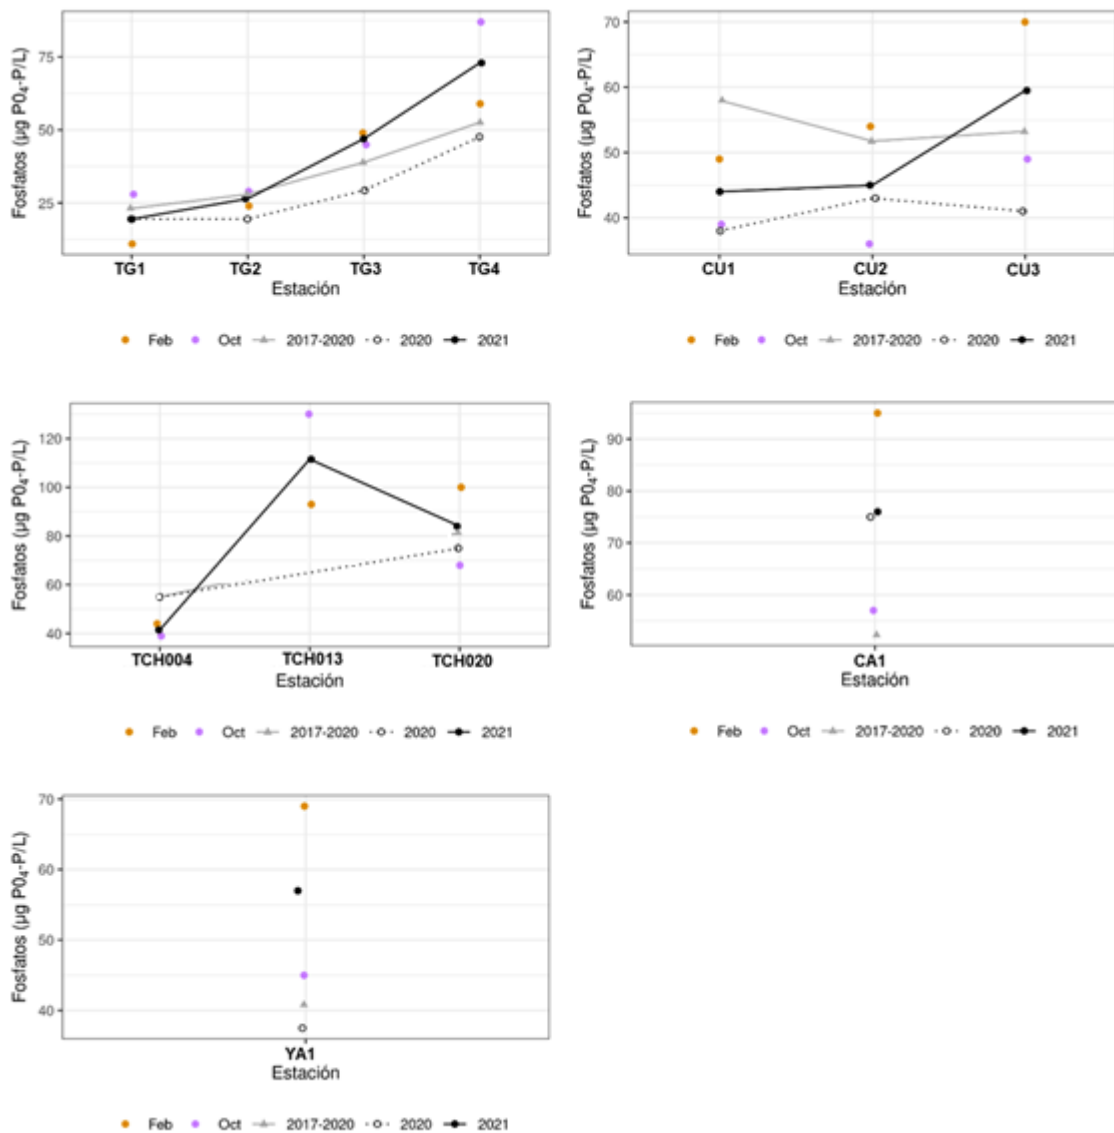 Fosfatos (µg P0₄-P/L)
75
50
25
TG1 TG2 TG3 TG4
Estación
Feb Oct 2017-2020 2020 2021
Fosfatos (µg P0₄-P/L)
70
60
50
40
CU1 CU2 CU3
Estación
Feb Oct 2017-2020 2020 2021
Fosfatos (µg P0₄-P/L)
120
100
80
60
40
TCH004 TCH013 TCH020
Estación
Feb Oct 2017-2020 2020 2021
Fosfatos (µg P0₄-P/L)
90
80
70
60
CA1
Estación
Feb Oct 2017-2020 2020 2021
Fosfatos (µg P0₄-P/L)
70
60
50
40
YA1
Estación
Feb Oct 2017-2020 2020 2021